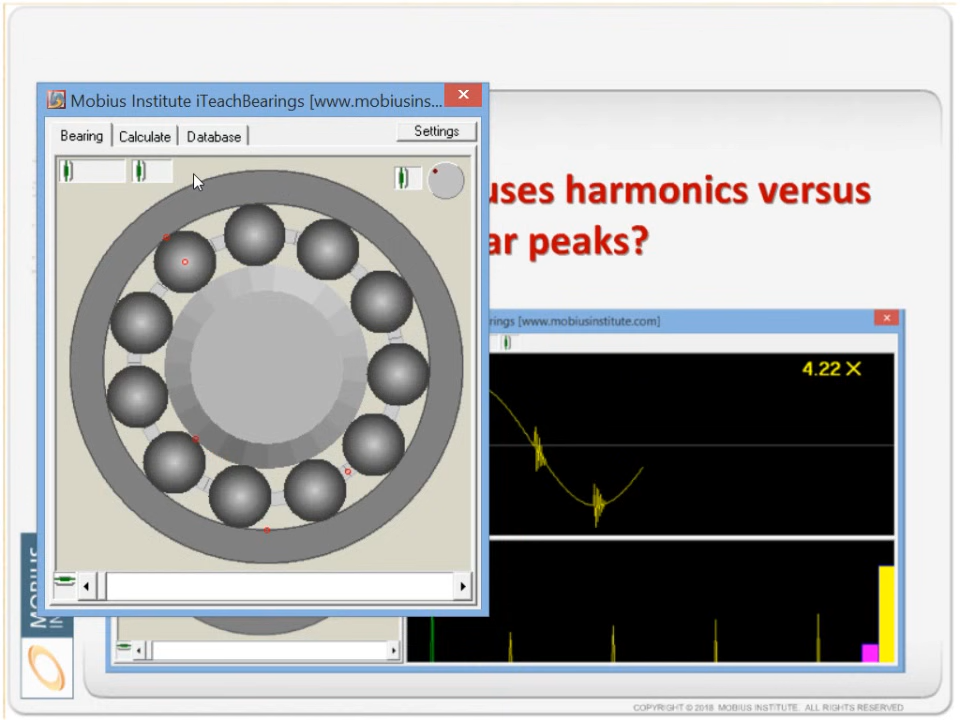 Mobius Institute iTeachBearings [www.mobiusins...
Bearing
Calculate
Database
Settings
uses harmonics versus
ar peaks?
rings [www.mobiusinstitute.com]
4.22 X
MOBIUS
COPYRIGHT © 2018 MOBIUS INSTITUTE. ALL RIGHTS RESERVED